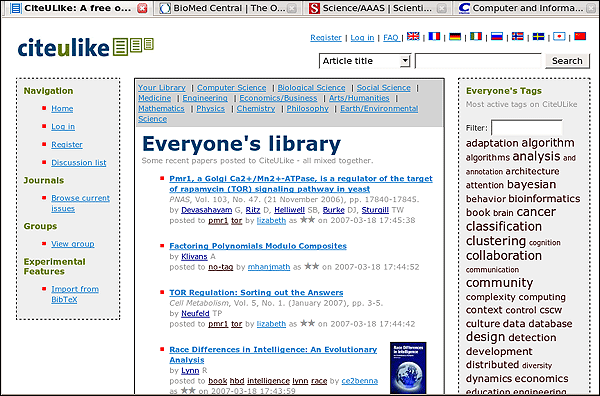 CiteULike: A free o...
BioMed Central | The O...
Science/AAAS | Scienti...
Computer and Informa...
citeulike
Register | Log in | FAQ |
Article title
Search
Navigation
Home
Log in
Register
Discussion list
Journals
Browse current
issues
Groups
View group
Experimental
Features
Import from
BibTeX
Your Library | Computer Science | Biological Science | Social Science |
Medicine | Engineering | Economics/Business | Arts/Humanities |
Mathematics | Physics | Chemistry | Philosophy | Earth/Environmental
Science
Everyone's library
Some recent papers posted to CiteULike - all mixed together.
Pmr1, a Golgi Ca2+/Mn2+-ATPase, is a regulator of the target
of rapamycin (TOR) signaling pathway in yeast
PNAS, Vol. 103, No. 47. (21 November 2006), pp. 17840-17845.
by Devasahayam G, Ritz D, Helliwell SB, Burke DJ, Sturgill TW
posted to pmr1 tor by lizabeth as ★★ on 2007-03-18 17:45:38
Factoring Polynomials Modulo Composites
by Klivans A
posted to no-tag by mhanjmath as ★★ on 2007-03-18 17:44:52
TOR Regulation: Sorting out the Answers
Cell Metabolism, Vol. 5, No. 1. (January 2007), pp. 3-5.
by Neufeld TP
posted to pmr1 tor by lizabeth as ★★ on 2007-03-18 17:44:42
Race Differences in Intelligence: An Evolutionary
Analysis
by Lynn R
posted to book hbd intelligence lynn race by ce2benna
as ★★ on 2007-03-18 17:43:59
Race Differences
in Intelligence
Everyone's Tags
Most active tags on CiteULike
Filter:
adaptation algorithm
algorithms analysis and
annotation architecture
attention bayesian
behavior bioinformatics
book brain cancer
classification
clustering cognition
collaboration
communication
community
complexity computing
context control cscw
culture data database
design detection
development
distributed diversity
dynamics economics
education engineering